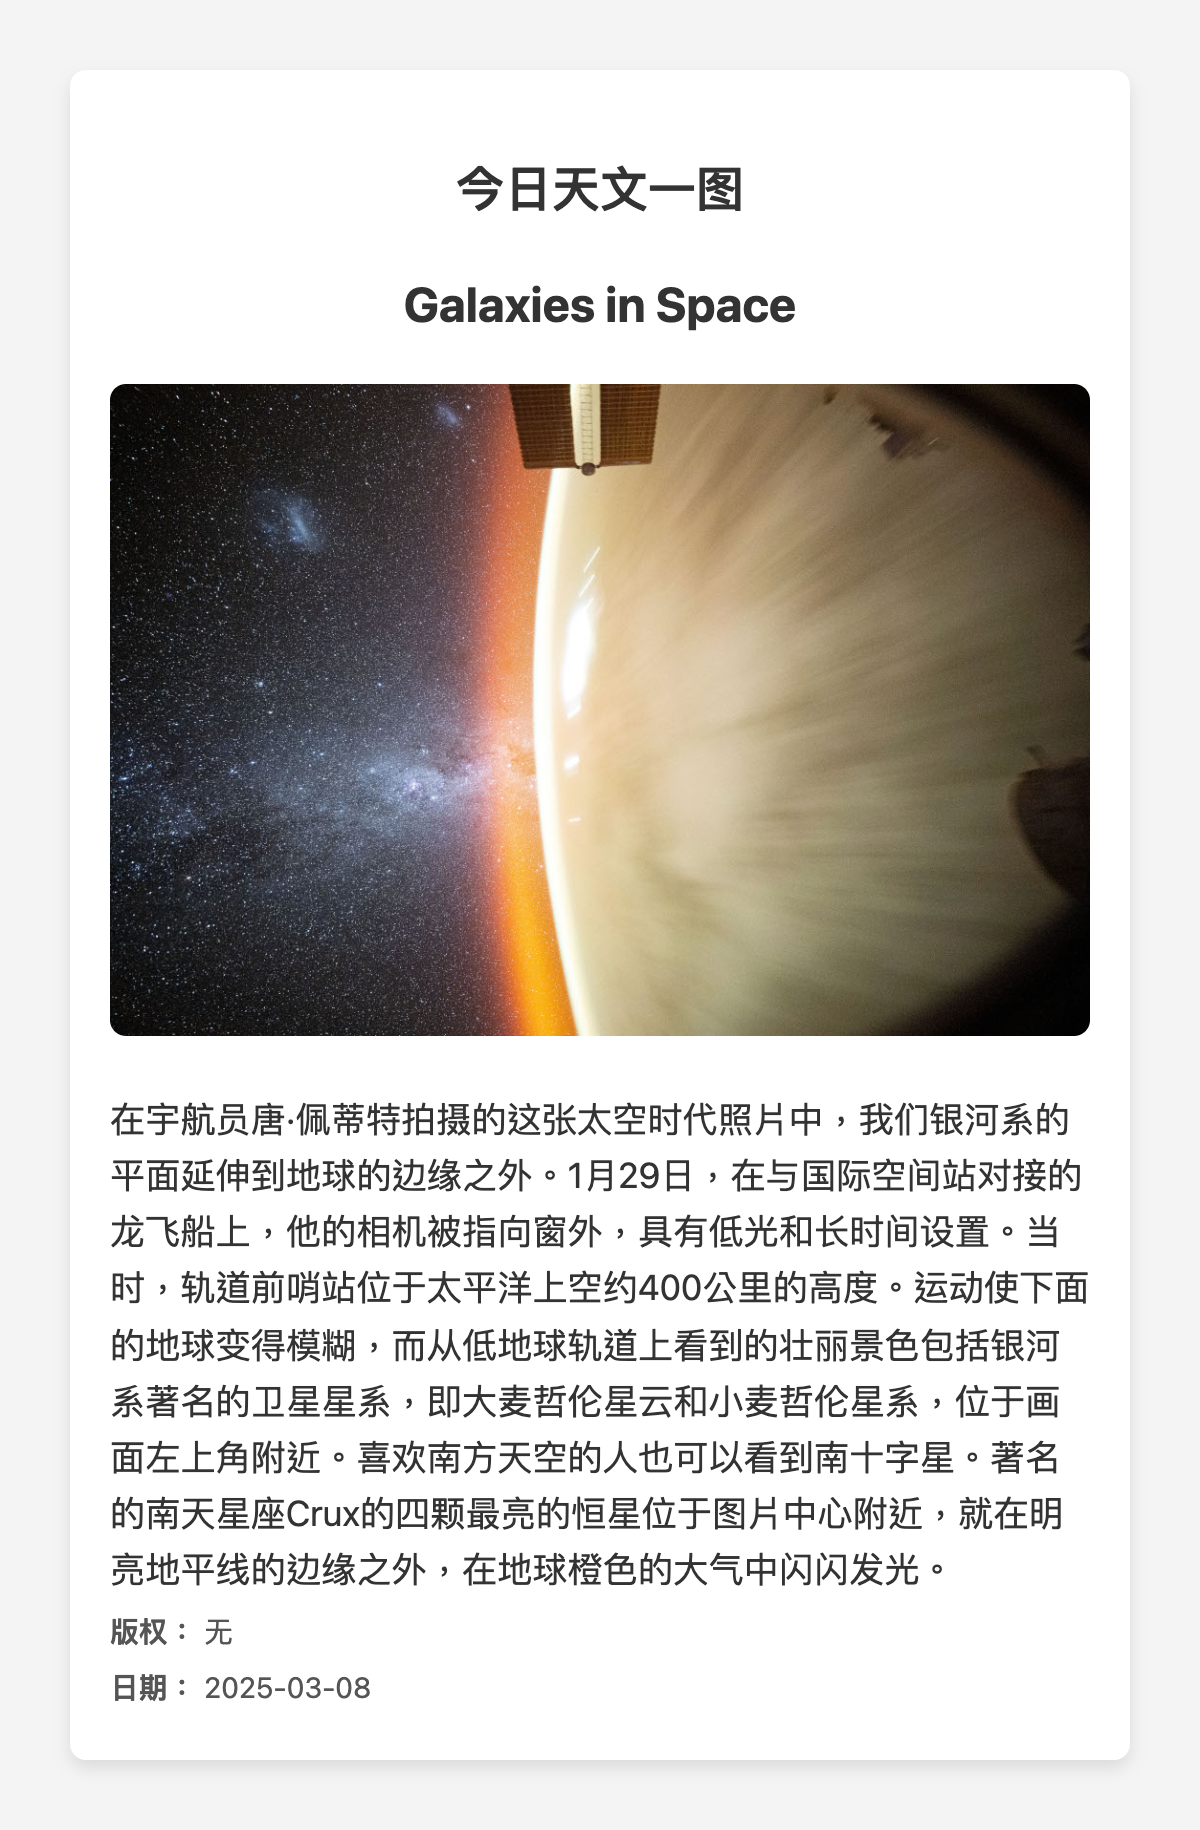 今日天文一图
Galaxies in Space
在宇航员唐·佩蒂特拍摄的这张太空时代照片中，我们银河系的
平面延伸到地球的边缘之外。1月29日，在与国际空间站对接的
龙飞船上，他的相机被指向窗外，具有低光和长时间设置。当
时，轨道前哨站位于太平洋上空约400公里的高度。运动使下面
的地球变得模糊，而从低地球轨道上看到的壮丽景色包括银河
系著名的卫星星系，即大麦哲伦星云和小麦哲伦星系，位于画
面左上角附近。喜欢南方天空的人也可以看到南十字星。著名
的南天星座Crux的四颗最亮的恒星位于图片中心附近，就在明
亮地平线的边缘之外，在地球橙色的大气中闪闪发光。
版权： 无
日期： 2025-03-08